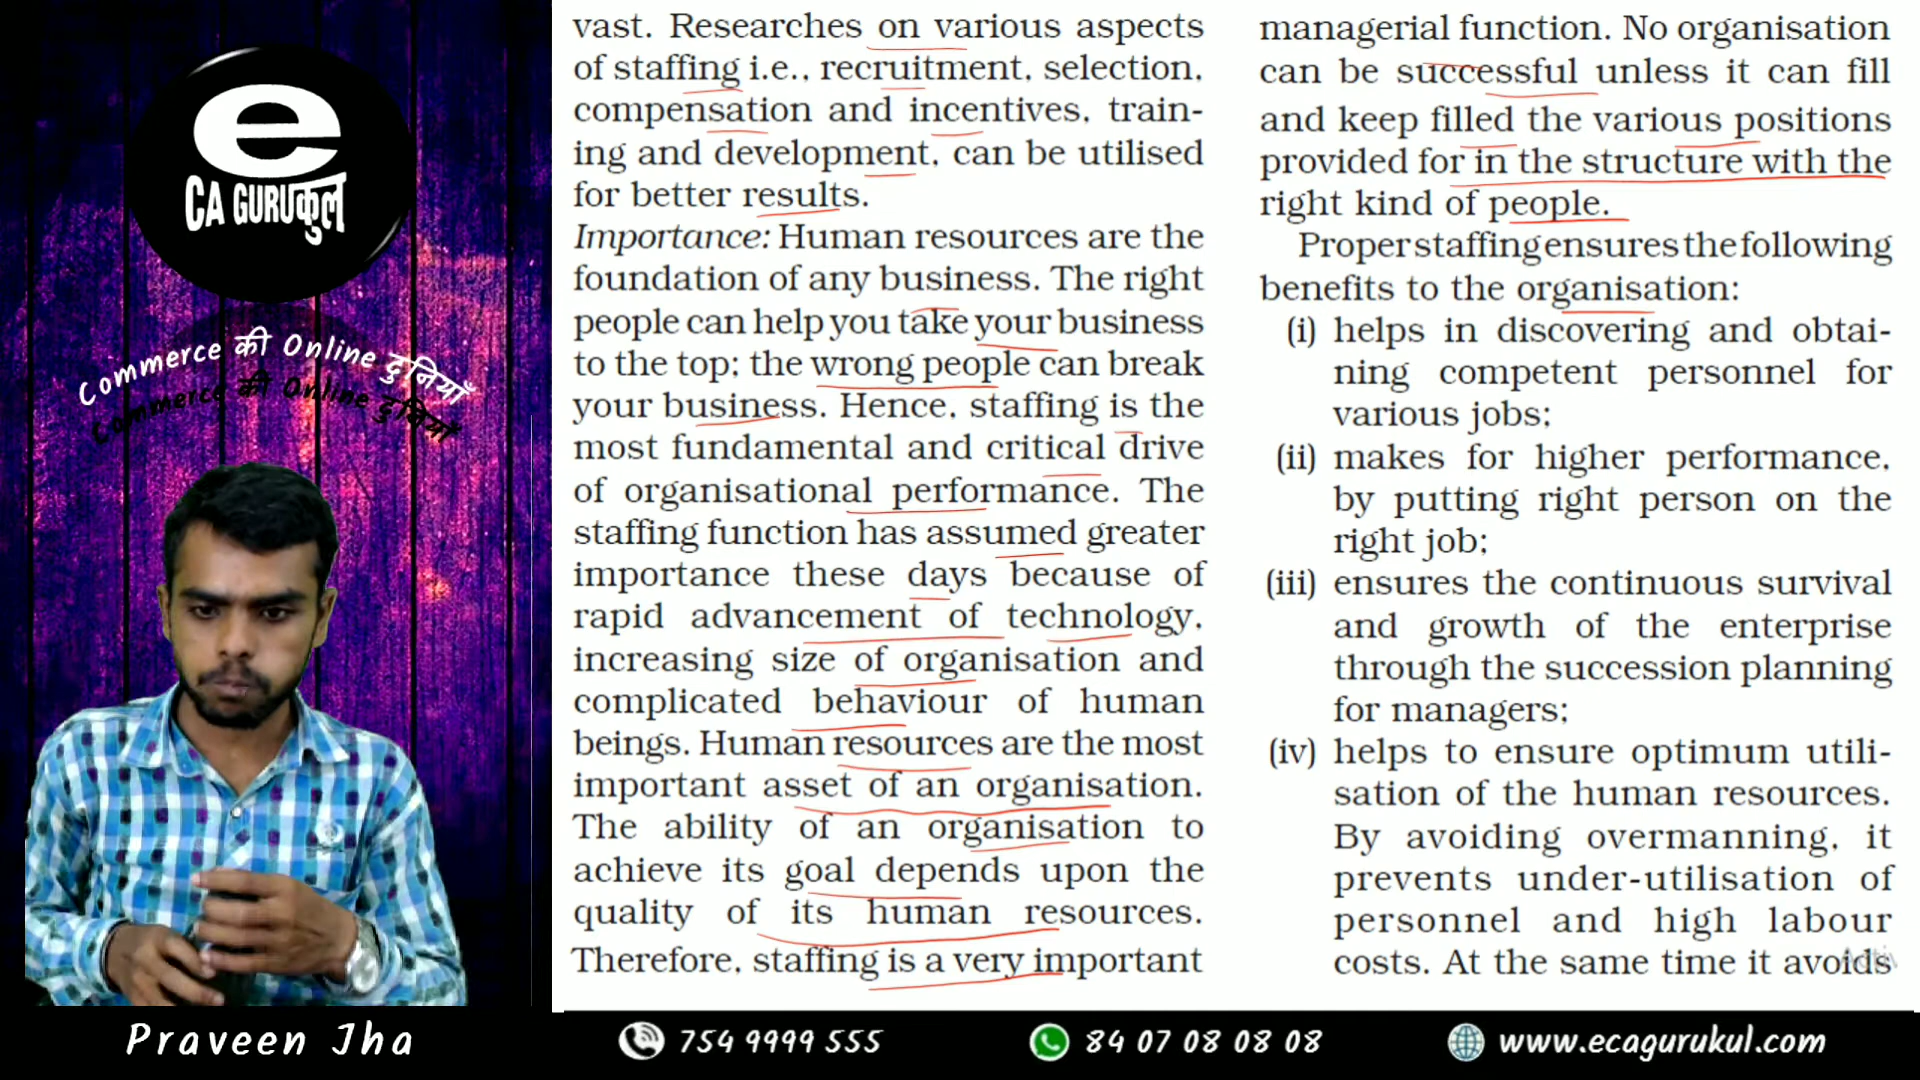 e
CA GURUकुल
Commerce की Online दुनियाँ
Commerce की Online दुनियाँ
vast. Researches on various aspects
of staffing i.e., recruitment, selection,
compensation and incentives, train-
ing and development, can be utilised
for better results.
Importance: Human resources are the
foundation of any business. The right
people can help you take your business
to the top; the wrong people can break
your business. Hence, staffing is the
most fundamental and critical drive
of organisational performance. The
staffing function has assumed greater
importance these days because of
rapid advancement of technology,
increasing size of organisation and
complicated behaviour of human
beings. Human resources are the most
important asset of an organisation.
The ability of an organisation to
achieve its goal depends upon the
quality of its human resources.
Therefore, staffing is a very important
managerial function. No organisation
can be successful unless it can fill
and keep filled the various positions
provided for in the structure with the
right kind of people.
Proper staffing ensures the following
benefits to the organisation:
(i) helps in discovering and obtai-
ning competent personnel for
various jobs;
(ii) makes for higher performance,
by putting right person on the
right job;
(iii) ensures the continuous survival
and growth of the enterprise
through the succession planning
for managers;
(iv) helps to ensure optimum utili-
sation of the human resources.
By avoiding overmanning, it
prevents under-utilisation of
personnel and high labour
costs. At the same time it avoids
Praveen Jha
754 9999 555
84 07 08 08 08
www.ecagurukul.com